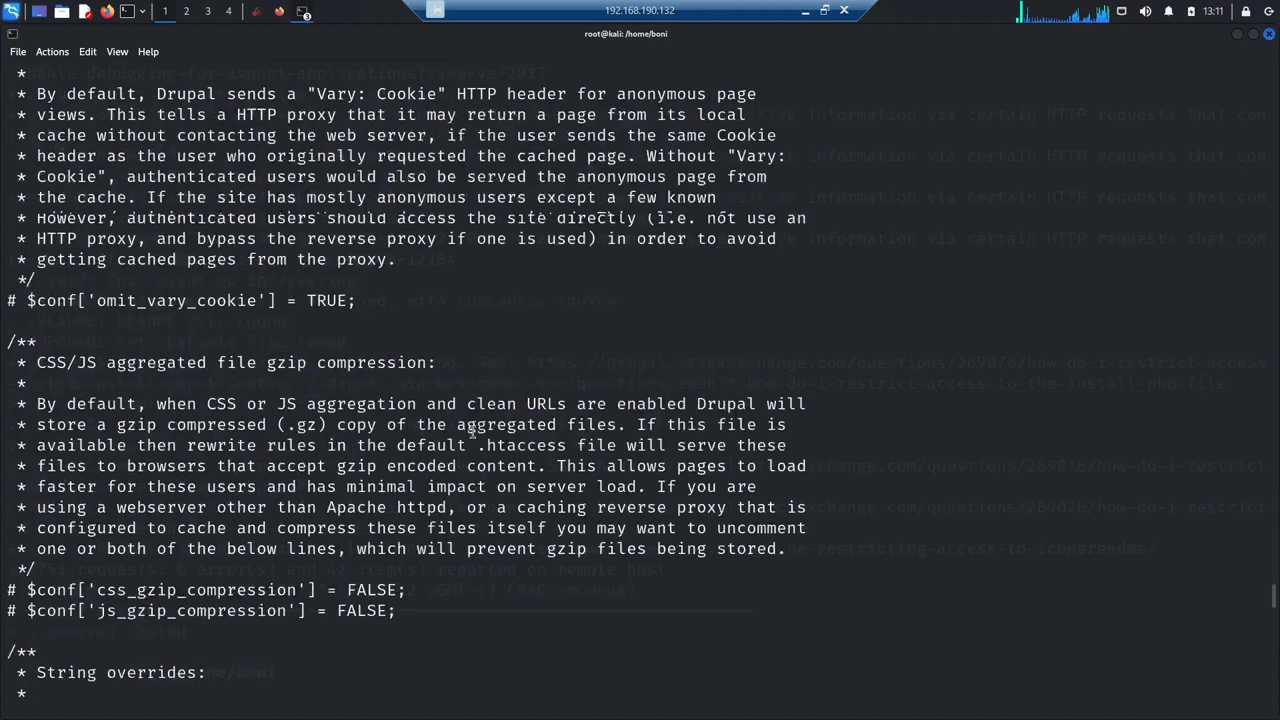 1 2 3 4
192.168.190.132
13:11
root@kali: /home/boni
File Actions Edit View Help
*
* By default, Drupal sends a "Vary: Cookie" HTTP header for anonymous page
* views. This tells a HTTP proxy that it may return a page from its local
* cache without contacting the web server, if the user sends the same Cookie
* header as the user who originally requested the cached page. Without "Vary:
* Cookie", authenticated users would also be served the anonymous page from
* the cache. If the site has mostly anonymous users except a few known
* However, authenticated users should access the site directly (i.e. not use an
* HTTP proxy, and bypass the reverse proxy if one is used) in order to avoid
* getting cached pages from the proxy.
*/
# $conf['omit_vary_cookie'] = TRUE;
/**
* CSS/JS aggregated file gzip compression:
*
* By default, when CSS or JS aggregation and clean URLs are enabled Drupal will
* store a gzip compressed (.gz) copy of the aggregated files. If this file is
* available then rewrite rules in the default .htaccess file will serve these
* files to browsers that accept gzip encoded content. This allows pages to load
* faster for these users and has minimal impact on server load. If you are
* using a webserver other than Apache httpd, or a caching reverse proxy that is
* configured to cache and compress these files itself you may want to uncomment
* one or both of the below lines, which will prevent gzip files being stored.
*/
# $conf['css_gzip_compression'] = FALSE;
# $conf['js_gzip_compression'] = FALSE;
/**
* String overrides:
*